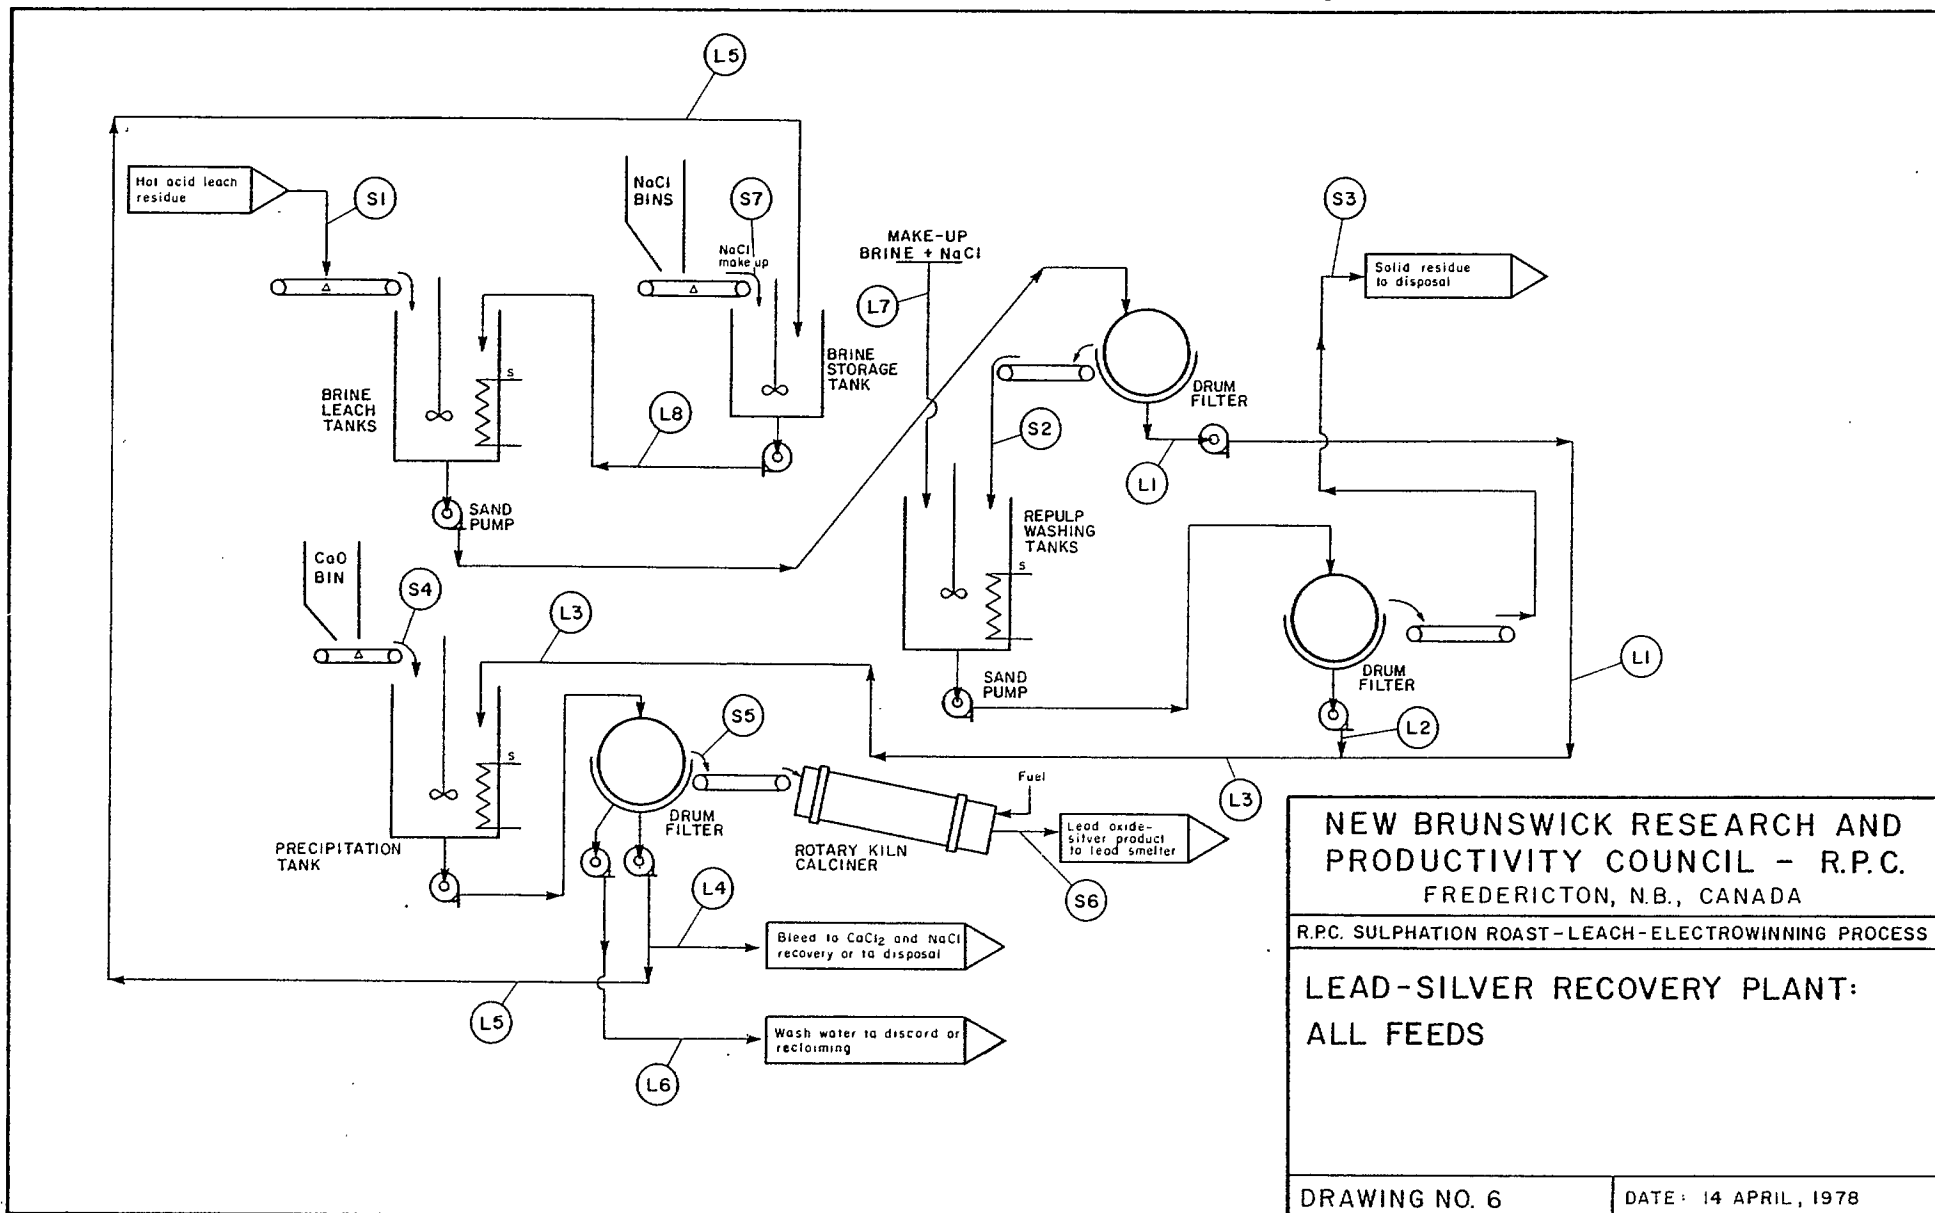 L5
Hot acid leach
residue
S1
NaCl
BINS
S7
NaCl
make up
MAKE-UP
BRINE + NaCl
L7
S3
Solid residue
to disposal
BRINE
STORAGE
TANK
BRINE
LEACH
TANKS
S
L8
DRUM
FILTER
S2
L1
SAND
PUMP
REPULP
WASHING
TANKS
S
CaO
BIN
S4
L3
SAND
PUMP
DRUM
FILTER
L1
L2
S5
S
L3
Fuel
PRECIPITATION
TANK
DRUM
FILTER
ROTARY KILN
CALCINER
Lead oxide-
silver product
to lead smelter
S6
L4
Bleed to CaCl2 and NaCl
recovery or to disposal
L5
Wash water to discard or
reclaiming
L6
NEW BRUNSWICK RESEARCH AND
PRODUCTIVITY COUNCIL - R.P.C.
FREDERICTON, N.B., CANADA
R.P.C. SULPHATION ROAST-LEACH-ELECTROWINNING PROCESS
LEAD-SILVER RECOVERY PLANT:
ALL FEEDS
DRAWING NO. 6
DATE: 14 APRIL, 1978